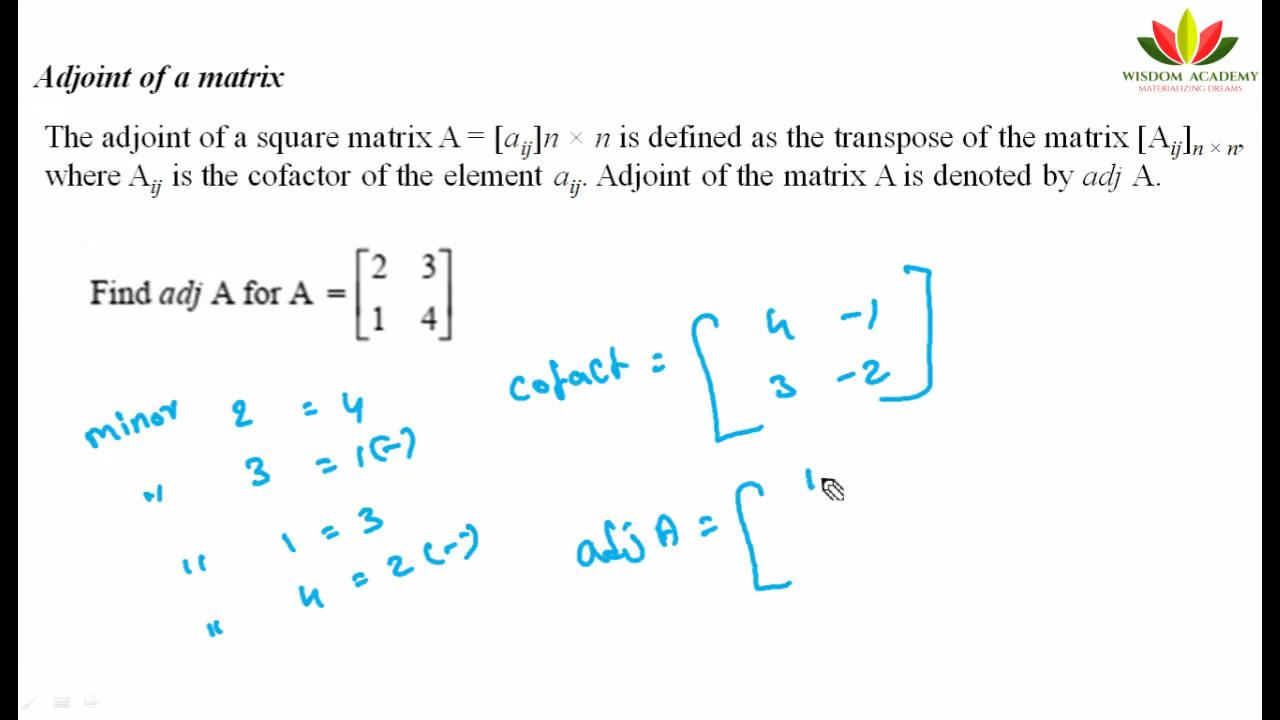 WISDOM ACADEMY
MATERIALIZING DREAMS
Adjoint of a matrix
The adjoint of a square matrix A = [aij]n × n is defined as the transpose of the matrix [Aij]n × n,
where Aij is the cofactor of the element aij. Adjoint of the matrix A is denoted by adj A.
Find adj A for A = [2 3
1 4]
minor 2 = 4
" 3 = 1(-)
" 1 = 3
" 4 = 2(-)
cofact = [4 -1
3 -2]
adj A = [1